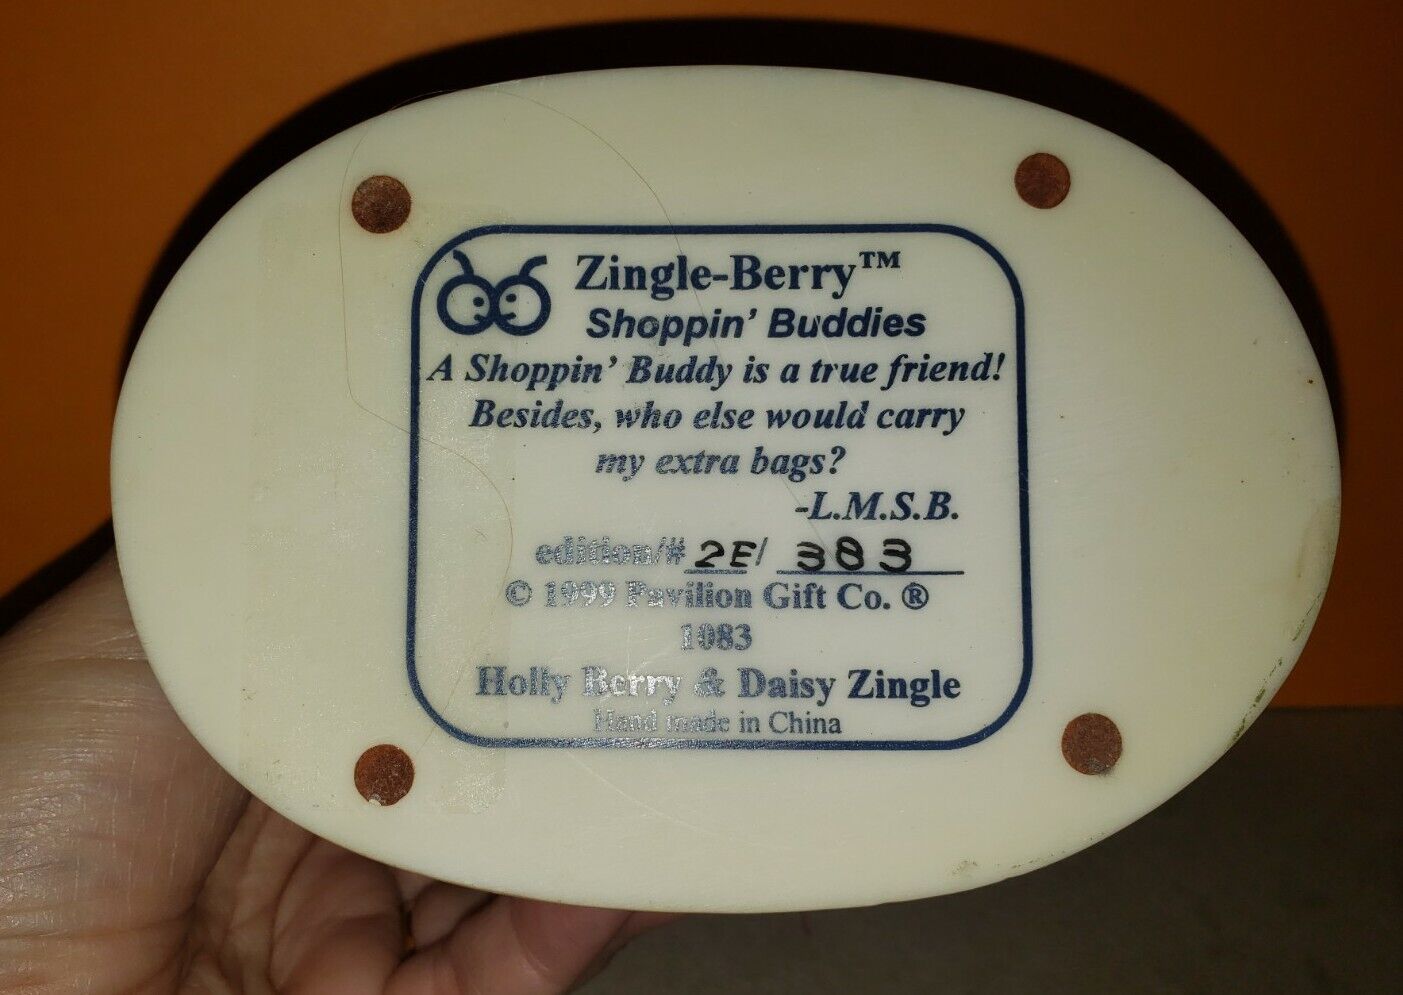 Zingle-Berry™
Shoppin' Buddies
A Shoppin' Buddy is a true friend!
Besides, who else would carry
my extra bags?
-L.M.S.B.
edition/# 2E/ 383
© 1999 Pavilion Gift Co. ®
1083
Holly Berry & Daisy Zingle
Hand made in China